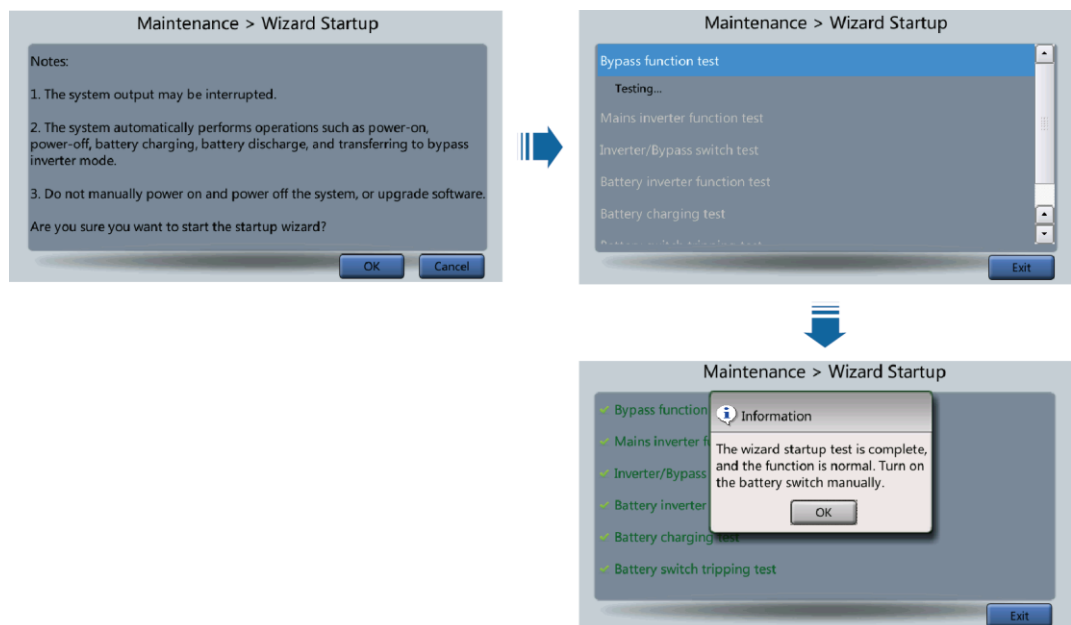 Maintenance > Wizard Startup
Notes:
1. The system output may be interrupted.
2. The system automatically performs operations such as power-on,
power-off, battery charging, battery discharge, and transferring to bypass
inverter mode.
3. Do not manually power on and power off the system, or upgrade software.
Are you sure you want to start the startup wizard?
OK
Cancel
Maintenance > Wizard Startup
Bypass function test
Testing...
Mains inverter function test
Inverter/Bypass switch test
Battery inverter function test
Battery charging test
Battery switch tripping test
Exit
Maintenance > Wizard Startup
Bypass function
Mains inverter f
Inverter/Bypass
Battery inverter
Battery charging test
Battery switch tripping test
Information
The wizard startup test is complete,
and the function is normal. Turn on
the battery switch manually.
OK
Exit